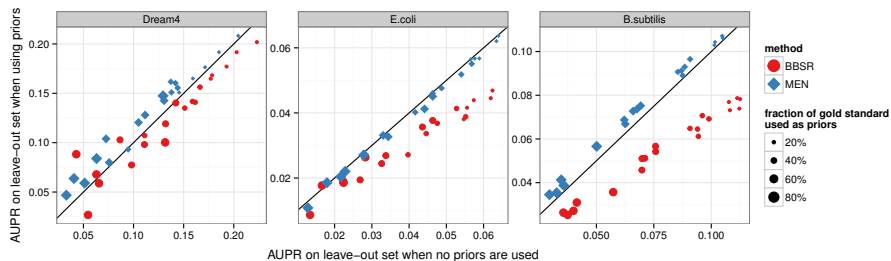 Dream4
E.coli
B.subtilis
AUPR on leave−out set when using priors
0.20
0.15
0.10
0.05
0.06
0.04
0.02
0.10
0.08
0.06
0.04
0.05
0.10
0.15
0.20
0.02
0.03
0.04
0.05
0.06
0.050
0.075
0.100
AUPR on leave−out set when no priors are used
method
BBSR
MEN
fraction of gold standard
used as priors
20%
40%
60%
80%